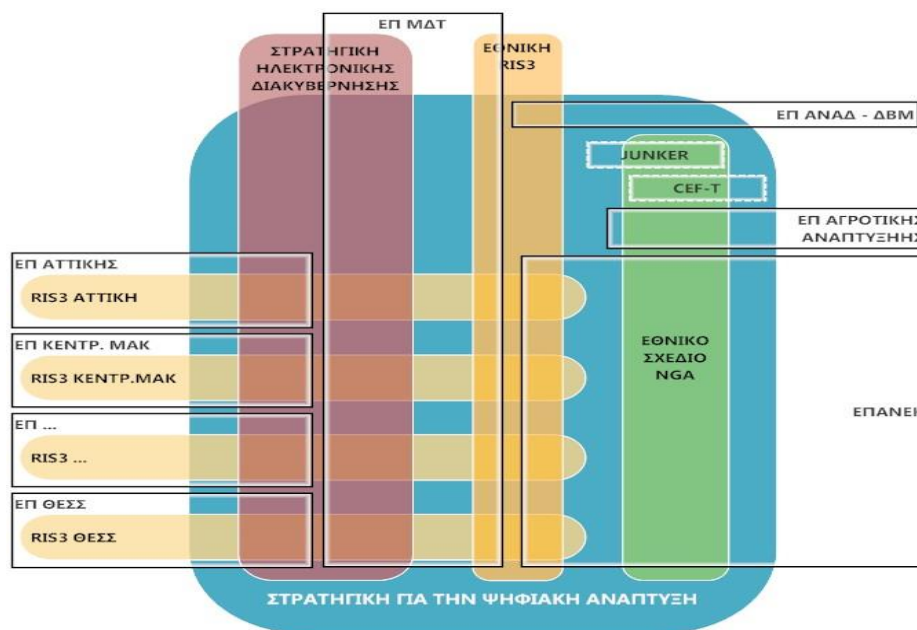 ΕΠ ΜΔΤ
ΣΤΡΑΤΗΓΙΚΗ
ΗΛΕΚΤΡΟΝΙΚΗΣ
ΔΙΑΚΥΒΕΡΝΗΣΗΣ
ΕΘΝΙΚΗ
RIS3
ΕΠ ΑΝΑΔ - ΔΒΜ
JUNKER
CEF-T
ΕΠ ΑΓΡΟΤΙΚΗΣ
ΑΝΑΠΤΥΞΗΗΣ
ΕΠ ΑΤΤΙΚΗΣ
RIS3 ΑΤΤΙΚΗ
ΕΠ ΚΕΝΤΡ. ΜΑΚ
RIS3 ΚΕΝΤΡ.ΜΑΚ
ΕΘΝΙΚΟ
ΣΧΕΔΙΟ
NGA
ΕΠΑΝΕΚ
ΕΠ ...
RIS3 ...
ΕΠ ΘΕΣΣ
RIS3 ΘΕΣΣ
ΣΤΡΑΤΗΓΙΚΗ ΓΙΑ ΤΗΝ ΨΗΦΙΑΚΗ ΑΝΑΠΤΥΞΗ